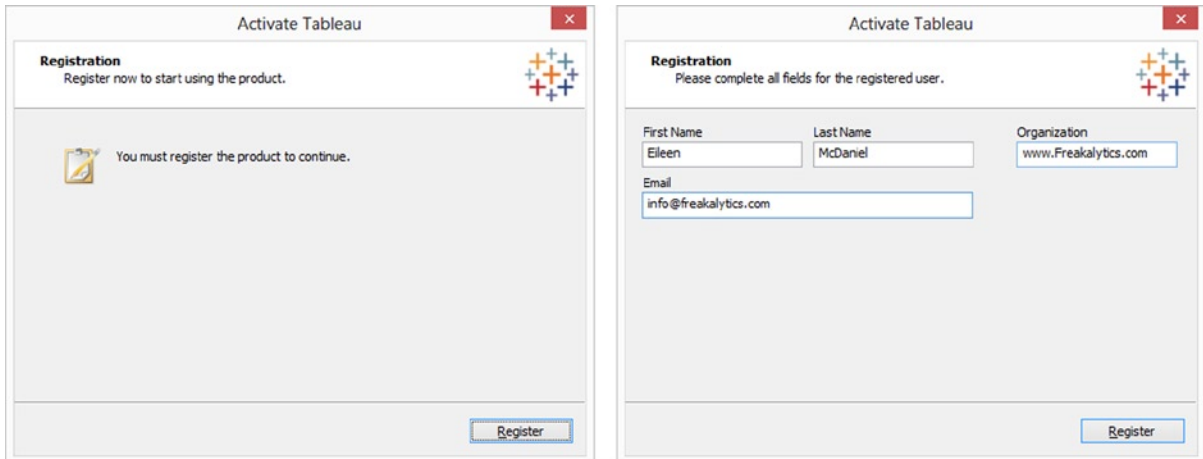 Activate Tableau
Registration
Register now to start using the product.
You must register the product to continue.
Register
Activate Tableau
Registration
Please complete all fields for the registered user.
First Name Last Name Organization
Eileen McDaniel www.Freakalytics.com
Email
info@freakalytics.com
Register